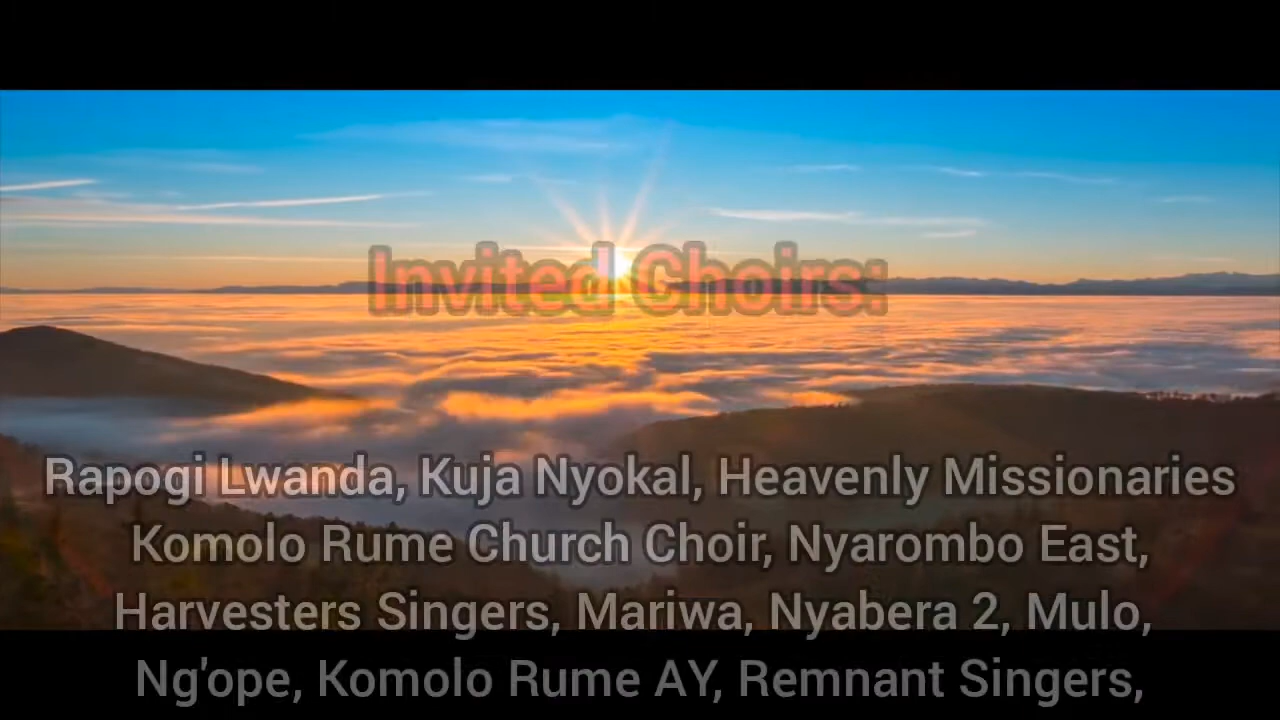 Invited Choirs:
Rapogi Lwanda, Kuja Nyokal, Heavenly Missionaries
Komolo Rume Church Choir, Nyarombo East,
Harvesters Singers, Mariwa, Nyabera 2, Mulo,
Ng'ope, Komolo Rume AY, Remnant Singers,